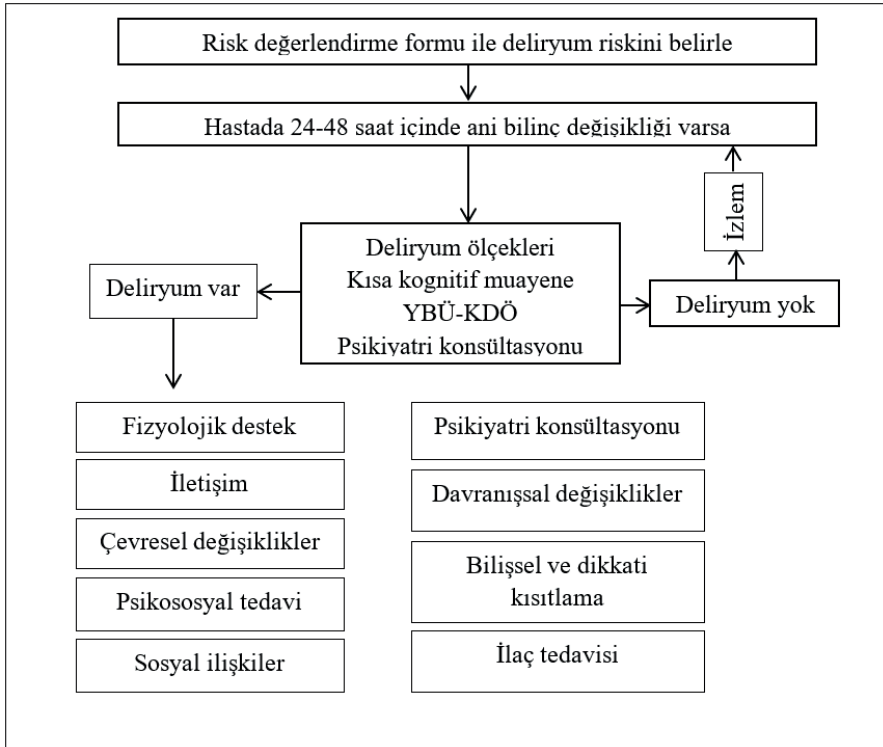 Risk değerlendirme formu ile deliryum riskini belirle
Hastada 24-48 saat içinde ani bilinç değişikliği varsa
İzlem
Deliryum ölçekleri
Kısa kognitif muayene
YBÜ-KDÖ
Psikiyatri konsültasyonu
Deliryum var
Deliryum yok
Fizyolojik destek
İletişim
Çevresel değişiklikler
Psikososyal tedavi
Sosyal ilişkiler
Psikiyatri konsültasyonu
Davranışsal değişiklikler
Bilişsel ve dikkati
kısıtlama
İlaç tedavisi